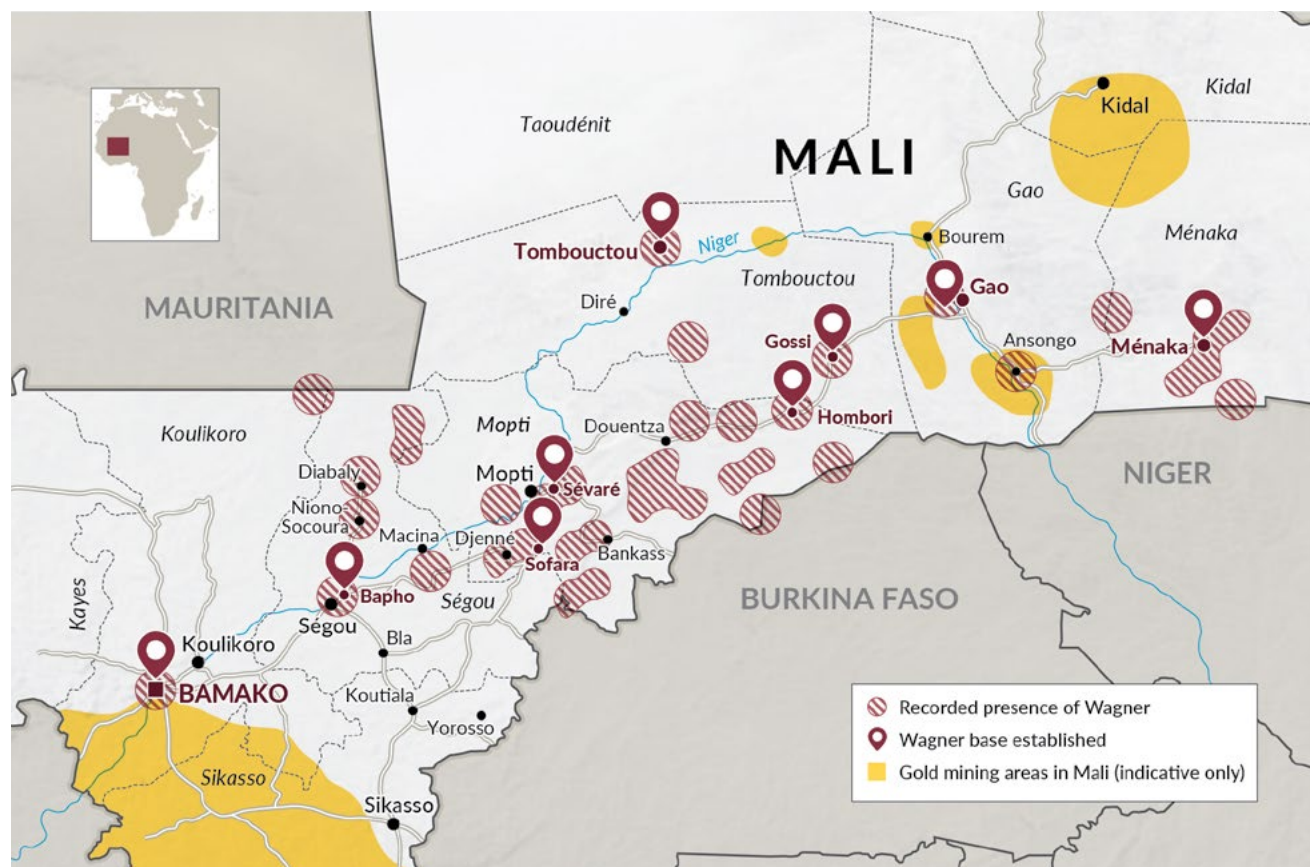 Taoudénit
MALI
Kidal
Kidal
Gao
Ménaka
Tombouctou
Niger
Bourem
Tombouctou
MAURITANIA
Diré
Gao
Gossi
Ansongo
Ménaka
Hombori
Koulikoro
Mopti
Douentza
NIGER
Diabaly
Mopti
Sévaré
Niono-
Socoura
Macina
Djenné
Sofara
Bankass
Bapho
Ségou
Kayes
Ségou
BURKINA FASO
Koulikoro
Bla
BAMAKO
Koutiala
Yorosso
Sikasso
Sikasso
Recorded presence of Wagner
Wagner base established
Gold mining areas in Mali (indicative only)